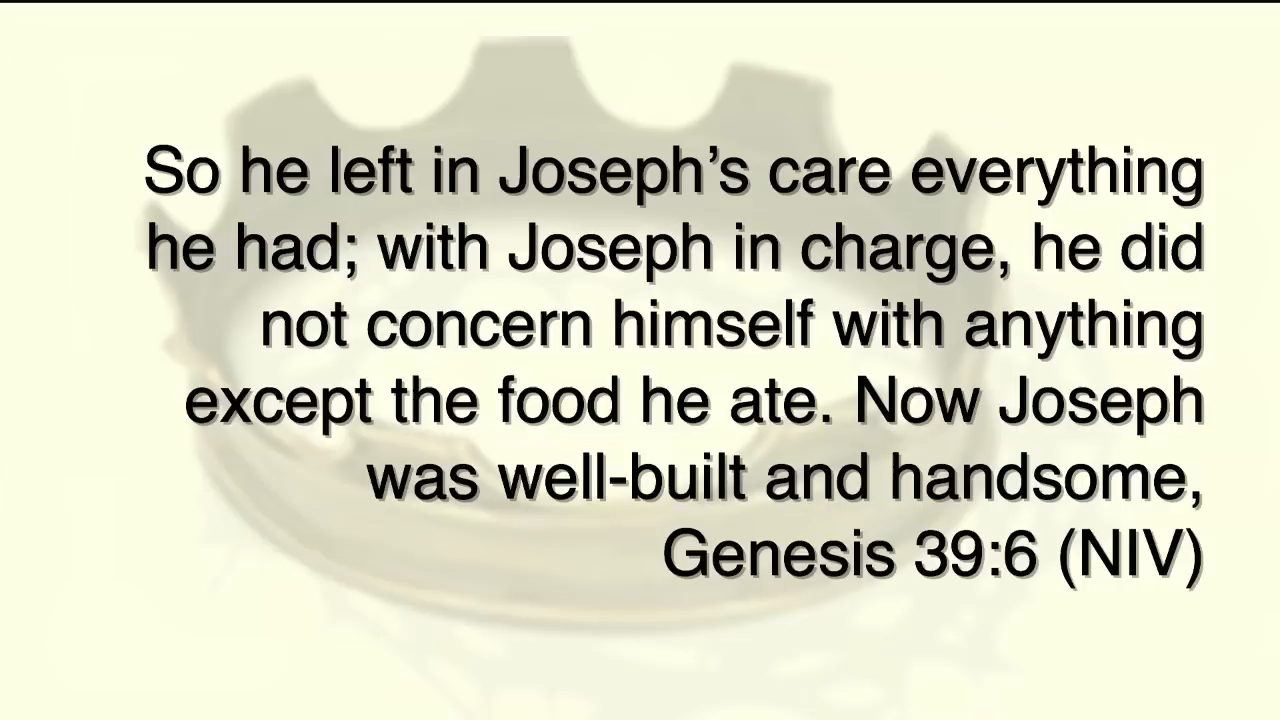 So he left in Joseph’s care everything
he had; with Joseph in charge, he did
not concern himself with anything
except the food he ate. Now Joseph
was well-built and handsome,
Genesis 39:6 (NIV)